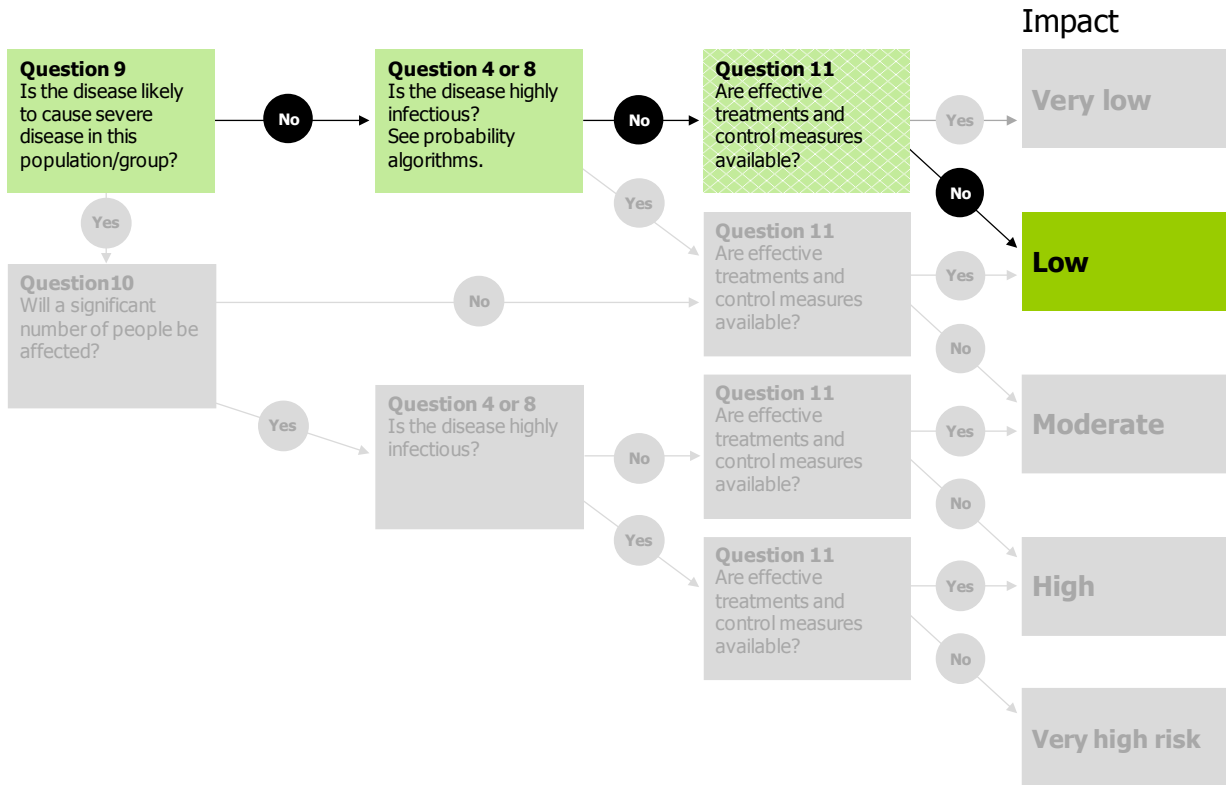 Impact
Question 9
Is the disease likely
to cause severe
disease in this
population/group?
No
Question 4 or 8
Is the disease highly
infectious?
See probability
algorithms.
No
Question 11
Are effective
treatments and
control measures
available?
Yes
Very low
No
Yes
Yes
Question 11
Are effective
treatments and
control measures
available?
Yes
Low
Question10
Will a significant
number of people be
affected?
No
No
Yes
Question 4 or 8
Is the disease highly
infectious?
No
Question 11
Are effective
treatments and
control measures
available?
Yes
Moderate
No
Yes
Question 11
Are effective
treatments and
control measures
available?
Yes
High
No
Very high risk